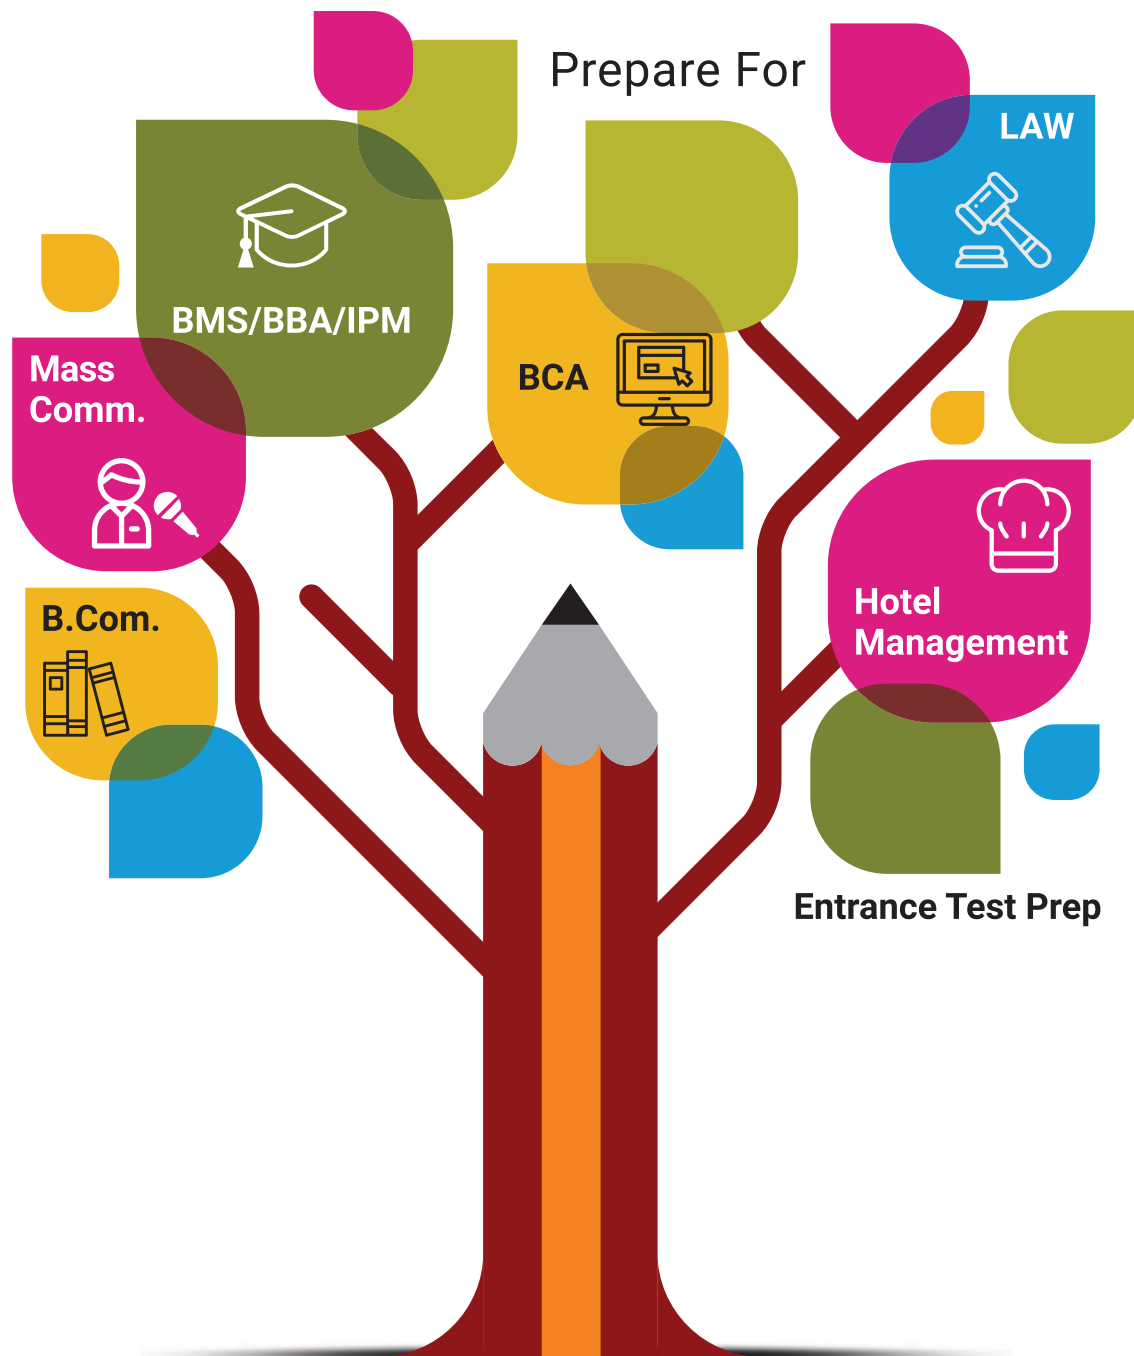 Prepare For
LAW
BMS/BBA/IPM
Mass
Comm.
BCA
B.Com.
Hotel
Management
Entrance Test Prep